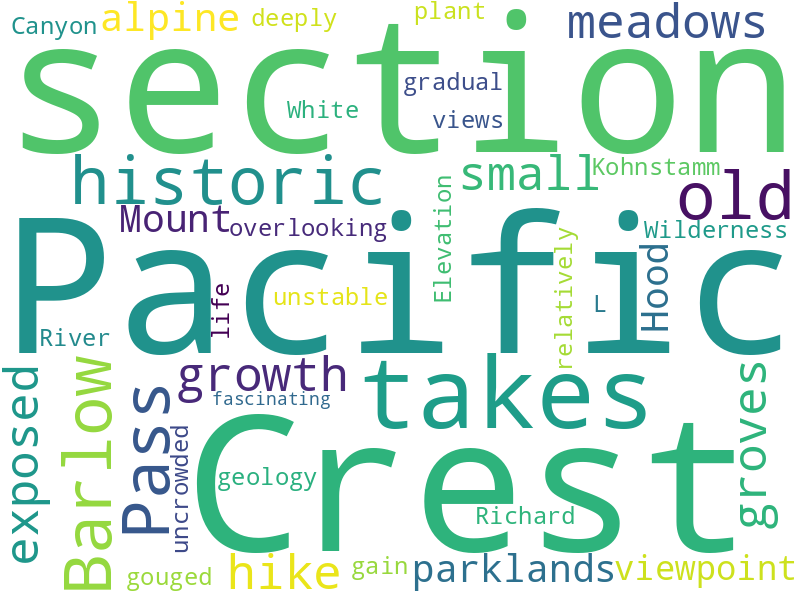 Canyon
alpine
deeply
plant
meadows
section
gradual
White
views
historic
small
Kohnstamm
old
Mount
overlooking
Elevation
Wilderness
Pacific
life
unstable
relatively
L
Hood
River
growth
takes
exposed
Barlow
Pass
fascinating
groves
uncrowded
Crest
geology
Richard
gouged
hike
gain
parklands
viewpoint